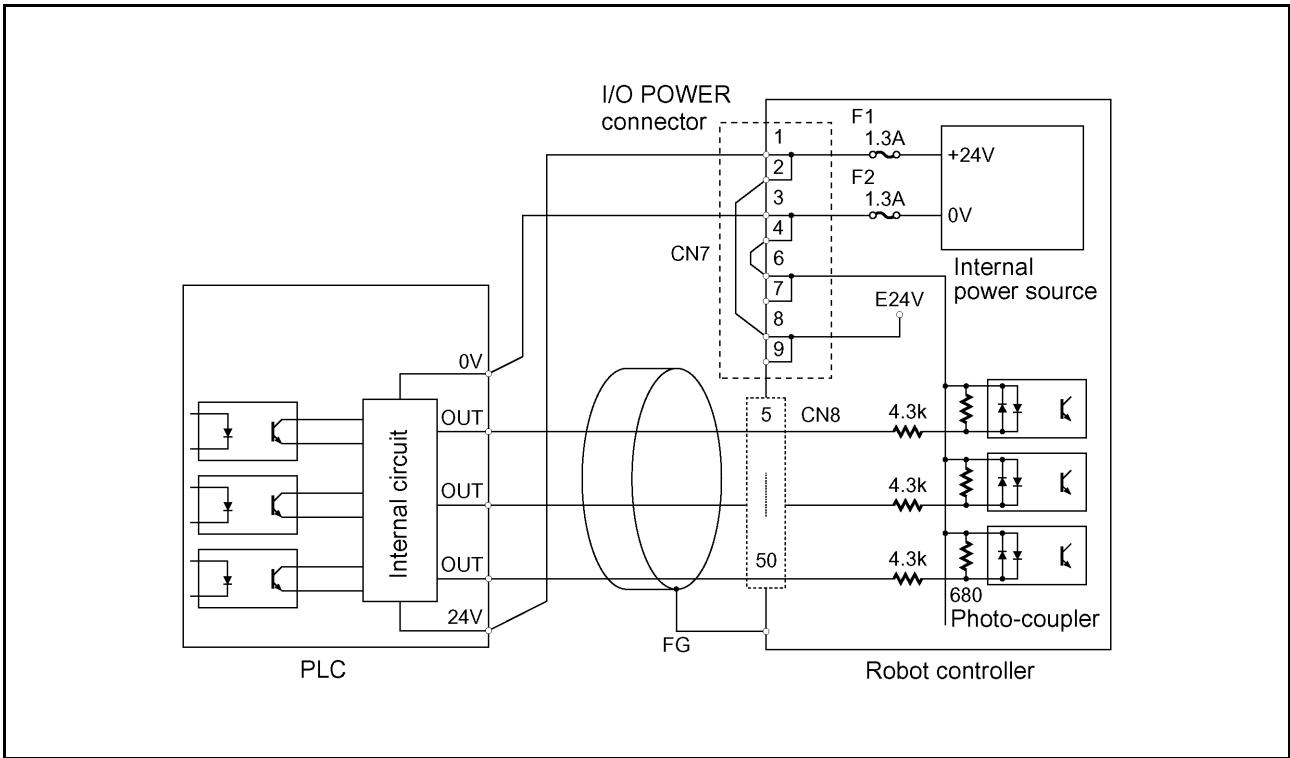 I/O POWER
connector
F1
1.3A
1
+24V
2
F2
1.3A
3
0V
4
CN7
6
Internal
power source
7
E24V
8
9
0V
OUT
5
CN8
4.3k
Internal circuit
OUT
4.3k
OUT
50
4.3k
680
24V
Photo-coupler
FG
PLC
Robot controller